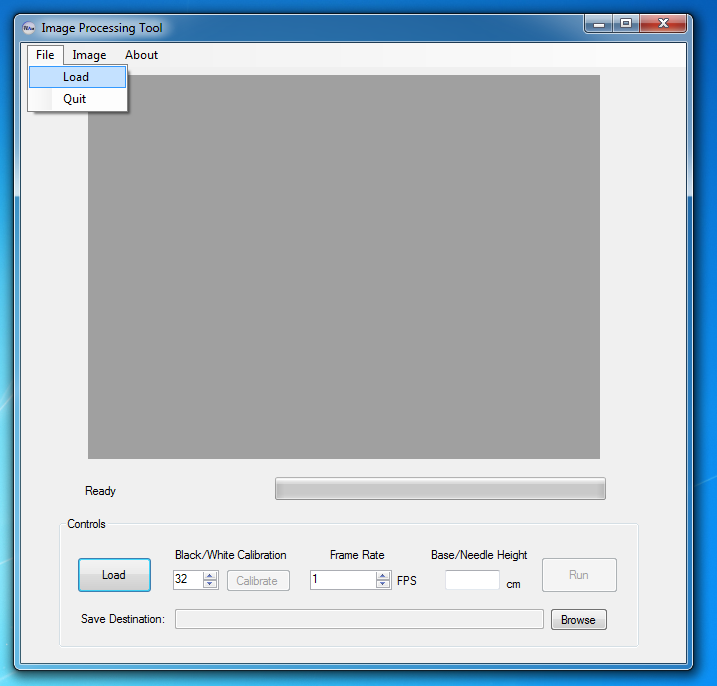 Image Processing Tool
File Image About
Load
Quit
Ready
Controls
Black/White Calibration Frame Rate Base/Needle Height
Load 32 Calibrate 1 FPS cm Run
Save Destination: Browse